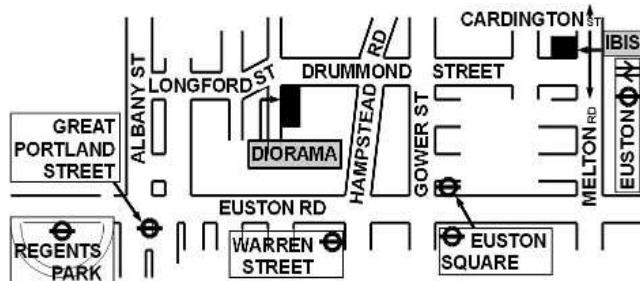 CARDINGTON ST
IBIS
ALBANY ST
LONGFORD ST
HAMPSTEAD RD
DRUMMOND STREET
GREAT
PORTLAND
STREET
DIORAMA
GOWER ST
MELTON RD
EUSTON
EUSTON RD
REGENTS
PARK
WARREN
STREET
EUSTON
SQUARE